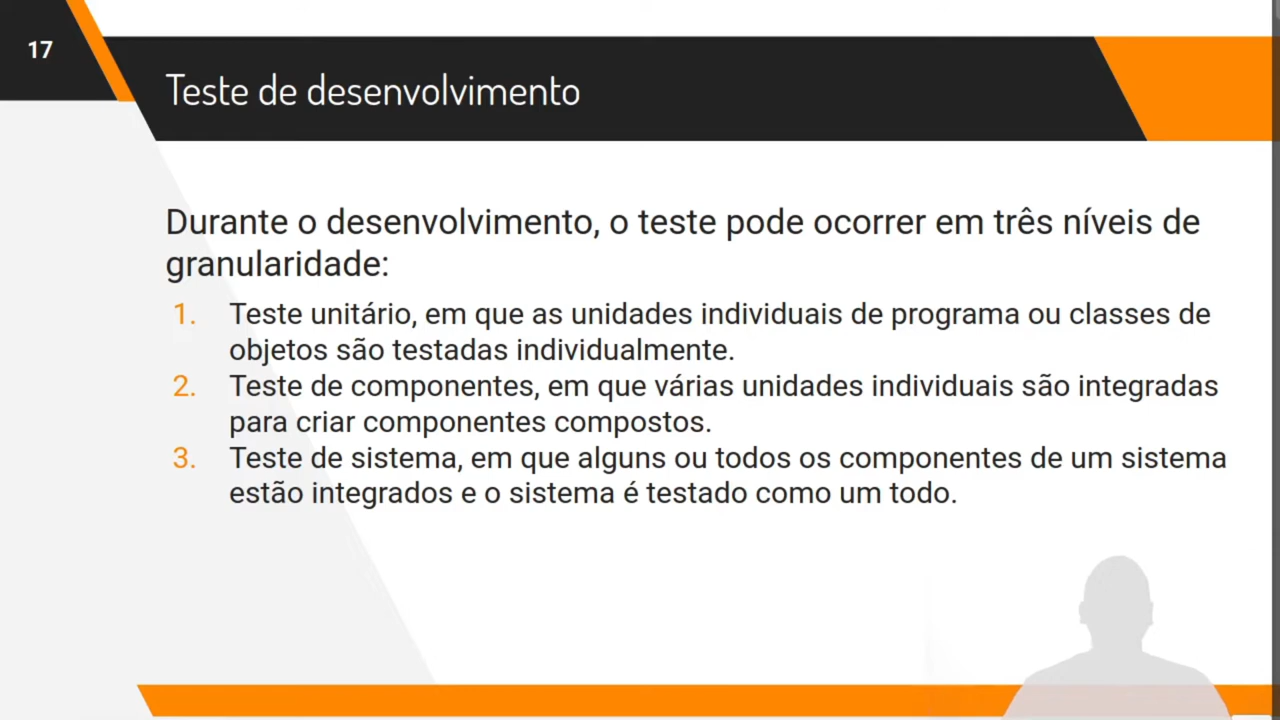 17
Teste de desenvolvimento
Durante o desenvolvimento, o teste pode ocorrer em três níveis de
granularidade:
1. Teste unitário, em que as unidades individuais de programa ou classes de
objetos são testadas individualmente.
2. Teste de componentes, em que várias unidades individuais são integradas
para criar componentes compostos.
3. Teste de sistema, em que alguns ou todos os componentes de um sistema
estão integrados e o sistema é testado como um todo.